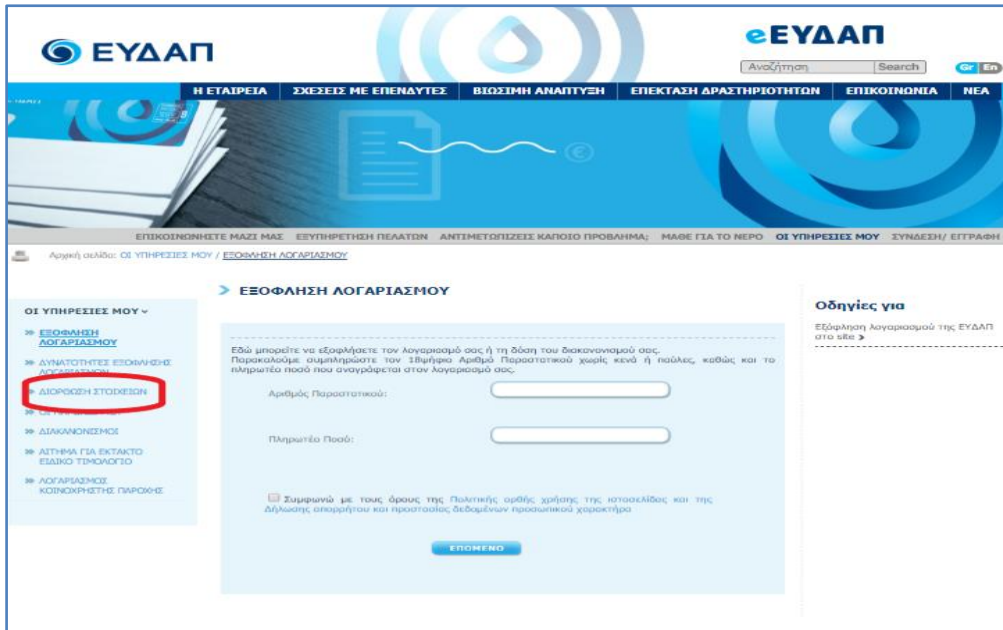 ΕΥΔΑΠ
eΕΥΔΑΠ
Αναζήτηση Search Gr En
Η ΕΤΑΙΡΕΙΑ ΣΧΕΣΕΙΣ ΜΕ ΕΠΕΝΔΥΤΕΣ ΒΙΩΣΙΜΗ ΑΝΑΠΤΥΞΗ ΕΠΕΚΤΑΣΗ ΔΡΑΣΤΗΡΙΟΤΗΤΩΝ ΕΠΙΚΟΙΝΩΝΙΑ ΝΕΑ
ΕΠΙΚΟΙΝΩΝΗΣΤΕ ΜΑΖΙ ΜΑΣ ΕΞΥΠΗΡΕΤΗΣΗ ΠΕΛΑΤΩΝ ΑΝΤΙΜΕΤΩΠΙΖΕΙΣ ΚΑΠΟΙΟ ΠΡΟΒΛΗΜΑ; ΜΑΘΕ ΓΙΑ ΤΟ ΝΕΡΟ ΟΙ ΥΠΗΡΕΣΙΕΣ ΜΟΥ ΣΥΝΔΕΣΗ/ ΕΓΓΡΑΦΗ
Αρχική σελίδα: ΟΙ ΥΠΗΡΕΣΙΕΣ ΜΟΥ / ΕΞΟΦΛΗΣΗ ΛΟΓΑΡΙΑΣΜΟΥ
ΟΙ ΥΠΗΡΕΣΙΕΣ ΜΟΥ
ΕΞΟΦΛΗΣΗ
ΛΟΓΑΡΙΑΣΜΟΥ
ΔΥΝΑΤΟΤΗΤΕΣ ΕΞΟΦΛΗΣΗΣ
ΛΟΓΑΡΙΑΣΜΩΝ
ΔΙΟΡΘΩΣΗ ΣΤΟΙΧΕΙΩΝ
ΔΙΑΚΑΝΟΝΙΣΜΟΙ
ΑΙΤΗΜΑ ΓΙΑ ΕΚΤΑΚΤΟ
ΕΙΔΙΚΟ ΤΙΜΟΛΟΓΙΟ
ΛΟΓΑΡΙΑΣΜΟΣ
ΚΟΙΝΟΧΡΗΣΤΗΣ ΠΑΡΟΧΗΣ
ΕΞΟΦΛΗΣΗ ΛΟΓΑΡΙΑΣΜΟΥ
Εδώ μπορείτε να εξοφλήσετε τον λογαριασμό σας ή τη δόση του διακανονισμού σας.
Παρακαλούμε συμπληρώστε τον 18ψήφιο Αριθμό Παραστατικού χωρίς κενά ή παύλες, καθώς και το
πληρωτέο ποσό που αναγράφεται στον λογαριασμό σας.
Αριθμός Παραστατικού:
Πληρωτέο Ποσό:
Συμφωνώ με τους όρους της Πολιτικής ορθής χρήσης της ιστοσελίδας και της
Δήλωσης απορρήτου και προστασίας δεδομένων προσωπικού χαρακτήρα
ΕΠΟΜΕΝΟ
Οδηγίες για
Εξόφληση λογαριασμού της ΕΥΔΑΠ
στο site